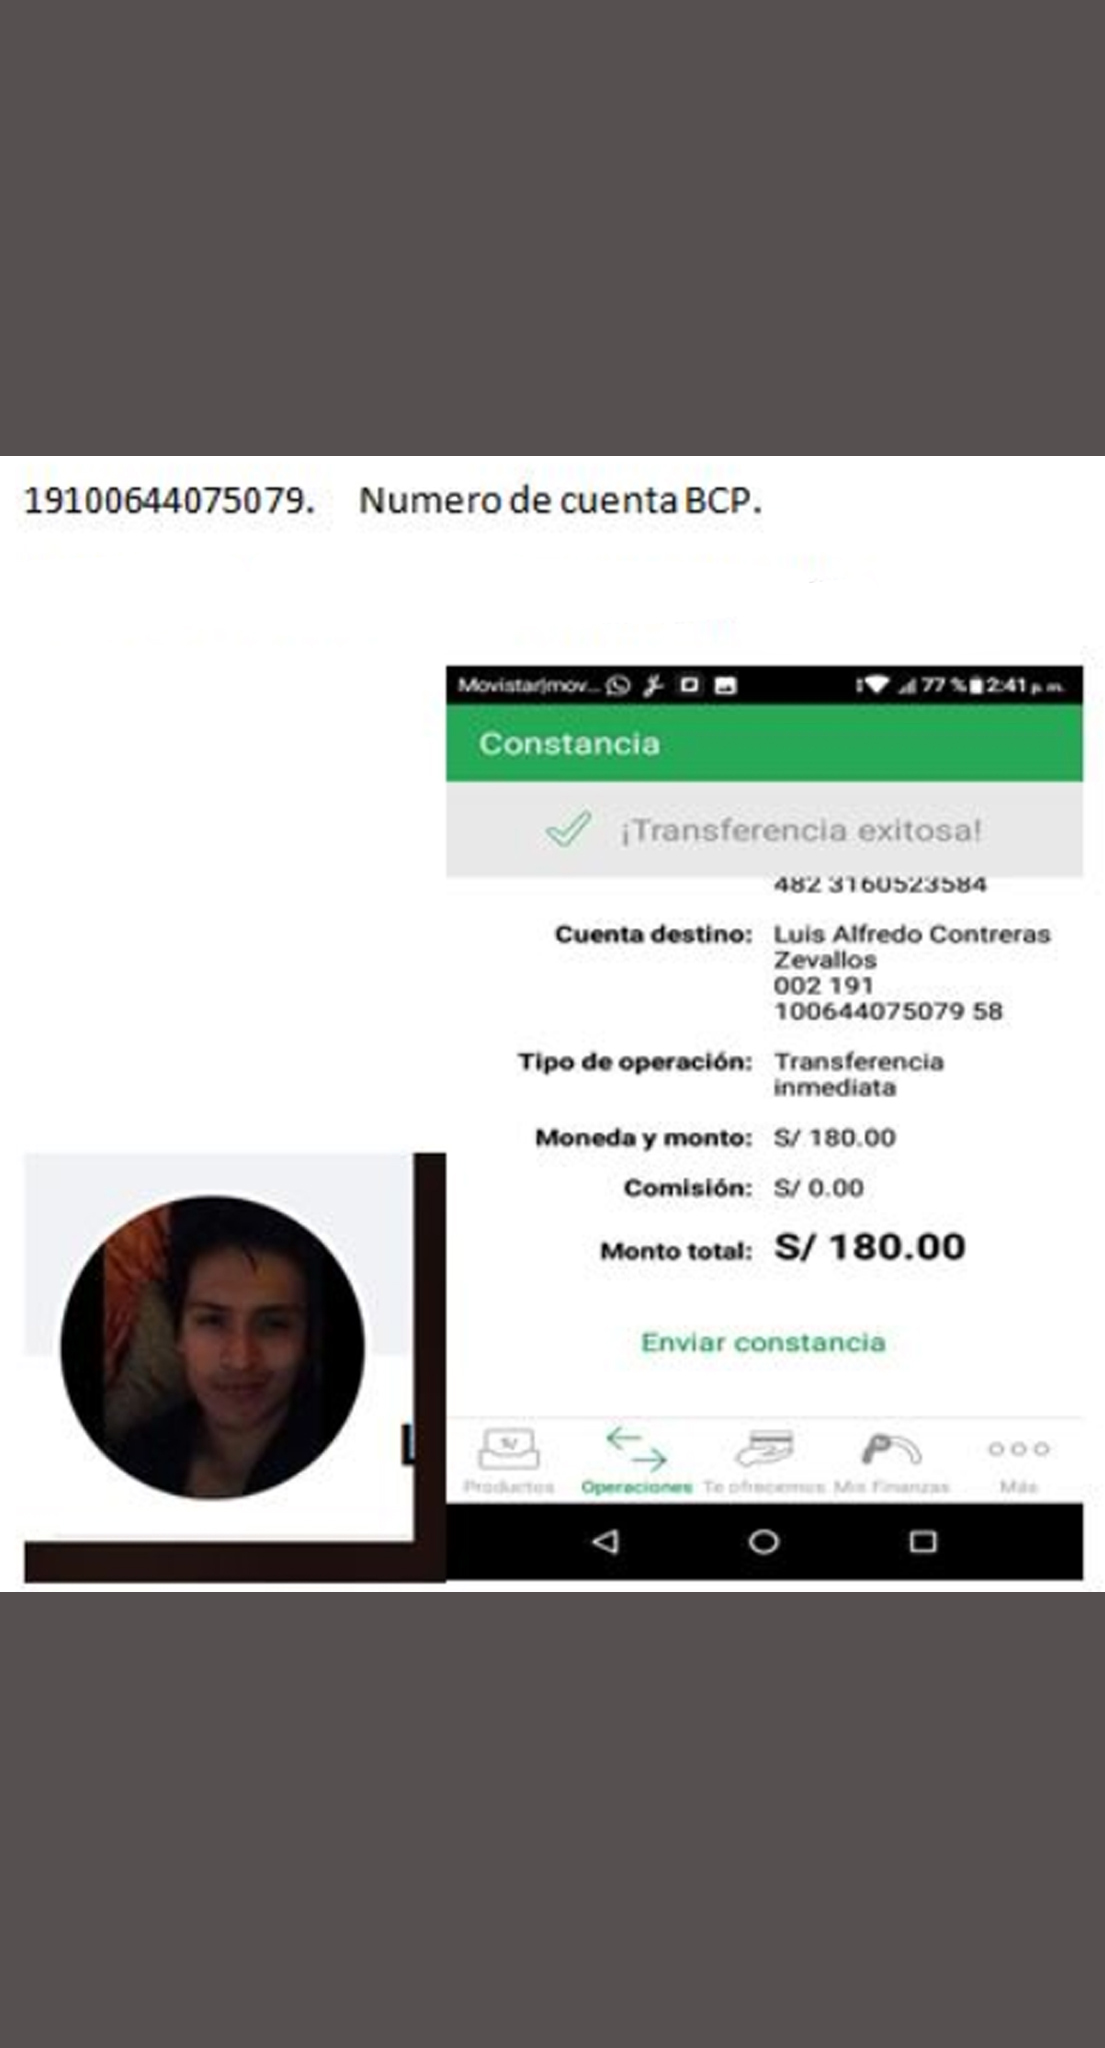 19100644075079. Numero de cuenta BCP.
Movistar|mov... 77 % 2:41 p. m.
Constancia
¡Transferencia exitosa!
482 3160523584
Cuenta destino: Luis Alfredo Contreras
Zevallos
002 191
100644075079 58
Tipo de operación: Transferencia
inmediata
Moneda y monto: S/ 180.00
Comisión: S/ 0.00
Monto total: S/ 180.00
Enviar constancia
S/
Productos Operaciones Te ofrecemos Mis Finanzas Más